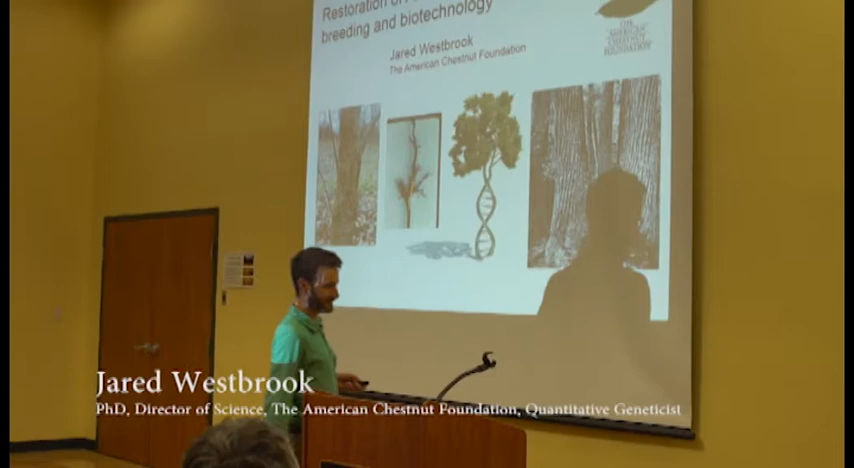 Restoration of
breeding and biotechnology
Jared Westbrook
The American Chestnut Foundation
THE
AMERICAN
CHESTNUT
FOUNDATION
Jared Westbrook
PhD, Director of Science, The American Chestnut Foundation, Quantitative Geneticist